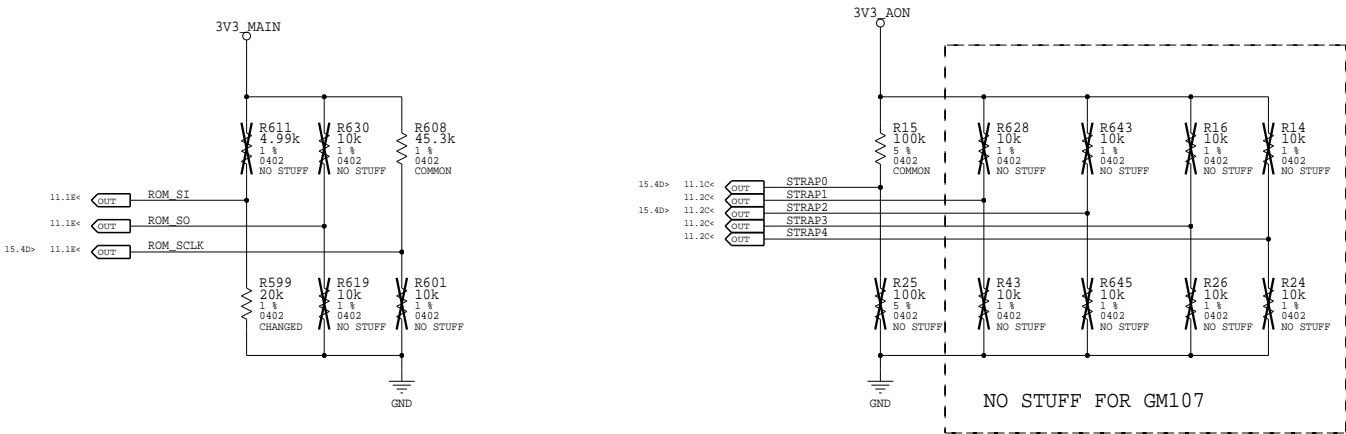 3V3_MAIN
R611
4.99k
1 %
0402
NO STUFF
R630
10k
1 %
0402
NO STUFF
R608
45.3k
1 %
0402
COMMON
11.1E< OUT ROM_SI
11.1E< OUT ROM_SO
15.4D> 11.1E< OUT ROM_SCLK
R599
20k
1 %
0402
CHANGED
R619
10k
1 %
0402
NO STUFF
R601
10k
1 %
0402
NO STUFF
GND
3V3_AON
R15
100k
5 %
0402
COMMON
R628
10k
1 %
0402
NO STUFF
R643
10k
1 %
0402
NO STUFF
R16
10k
1 %
0402
NO STUFF
R14
10k
1 %
0402
NO STUFF
15.4D> 11.1C< OUT STRAP0
11.2C< OUT STRAP1
15.4D> 11.2C< OUT STRAP2
11.2C< OUT STRAP3
11.2C< OUT STRAP4
R25
100k
5 %
0402
NO STUFF
R43
10k
1 %
0402
NO STUFF
R645
10k
1 %
0402
NO STUFF
R26
10k
1 %
0402
NO STUFF
R24
10k
1 %
0402
NO STUFF
GND
NO STUFF FOR GM107